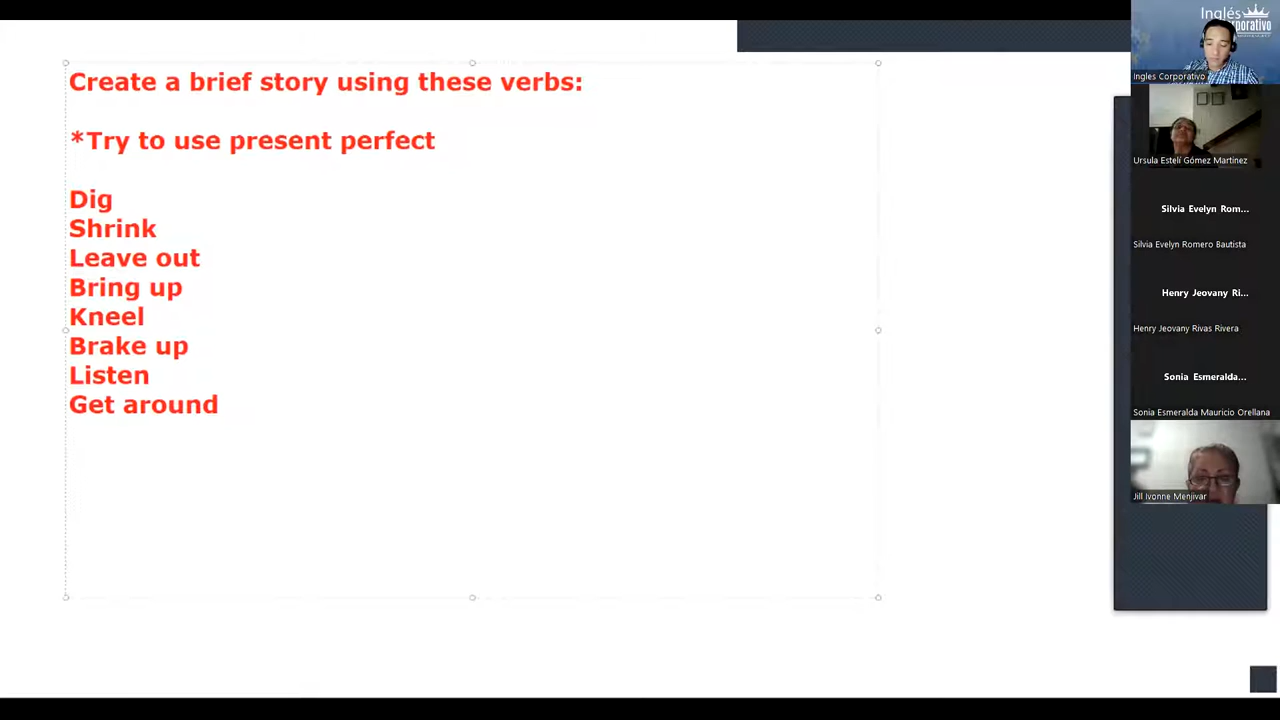 Create a brief story using these verbs:
*Try to use present perfect
Dig
Shrink
Leave out
Bring up
Kneel
Brake up
Listen
Get around
Inglés
Ingles Corporativo
Ursula Estelí Gómez Martinez
Silvia Evelyn Rom...
Silvia Evelyn Romero Bautista
Henry Jeovany Ri...
Henry Jeovany Rivas Rivera
Sonia Esmeralda...
Sonia Esmeralda Mauricio Orellana
Jill Ivonne Menjivar